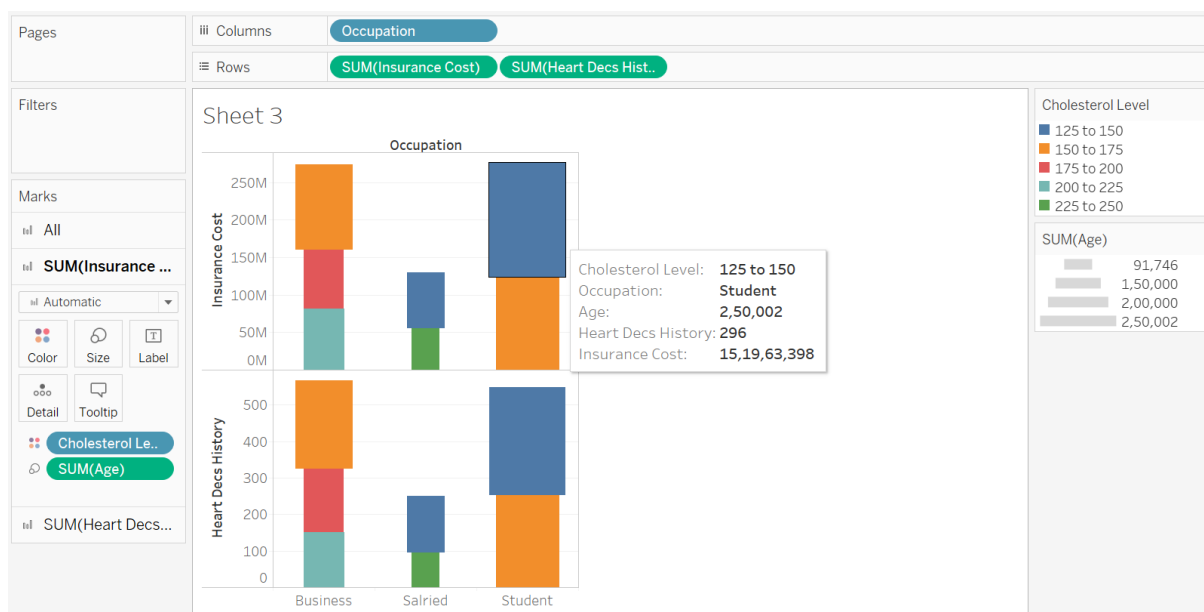 Pages
Columns
Occupation
Rows
SUM(Insurance Cost)
SUM(Heart Decs Hist..
Filters
Marks
All
SUM(Insurance ...
Automatic
Color
Size
Label
Detail
Tooltip
Cholesterol Le..
SUM(Age)
SUM(Heart Decs...
Sheet 3
Occupation
Insurance Cost
250M
200M
150M
100M
50M
0M
Heart Decs History
500
400
300
200
100
0
Business
Salried
Student
Cholesterol Level: 125 to 150
Occupation: Student
Age: 2,50,002
Heart Decs History: 296
Insurance Cost: 15,19,63,398
Cholesterol Level
125 to 150
150 to 175
175 to 200
200 to 225
225 to 250
SUM(Age)
91,746
1,50,000
2,00,000
2,50,002